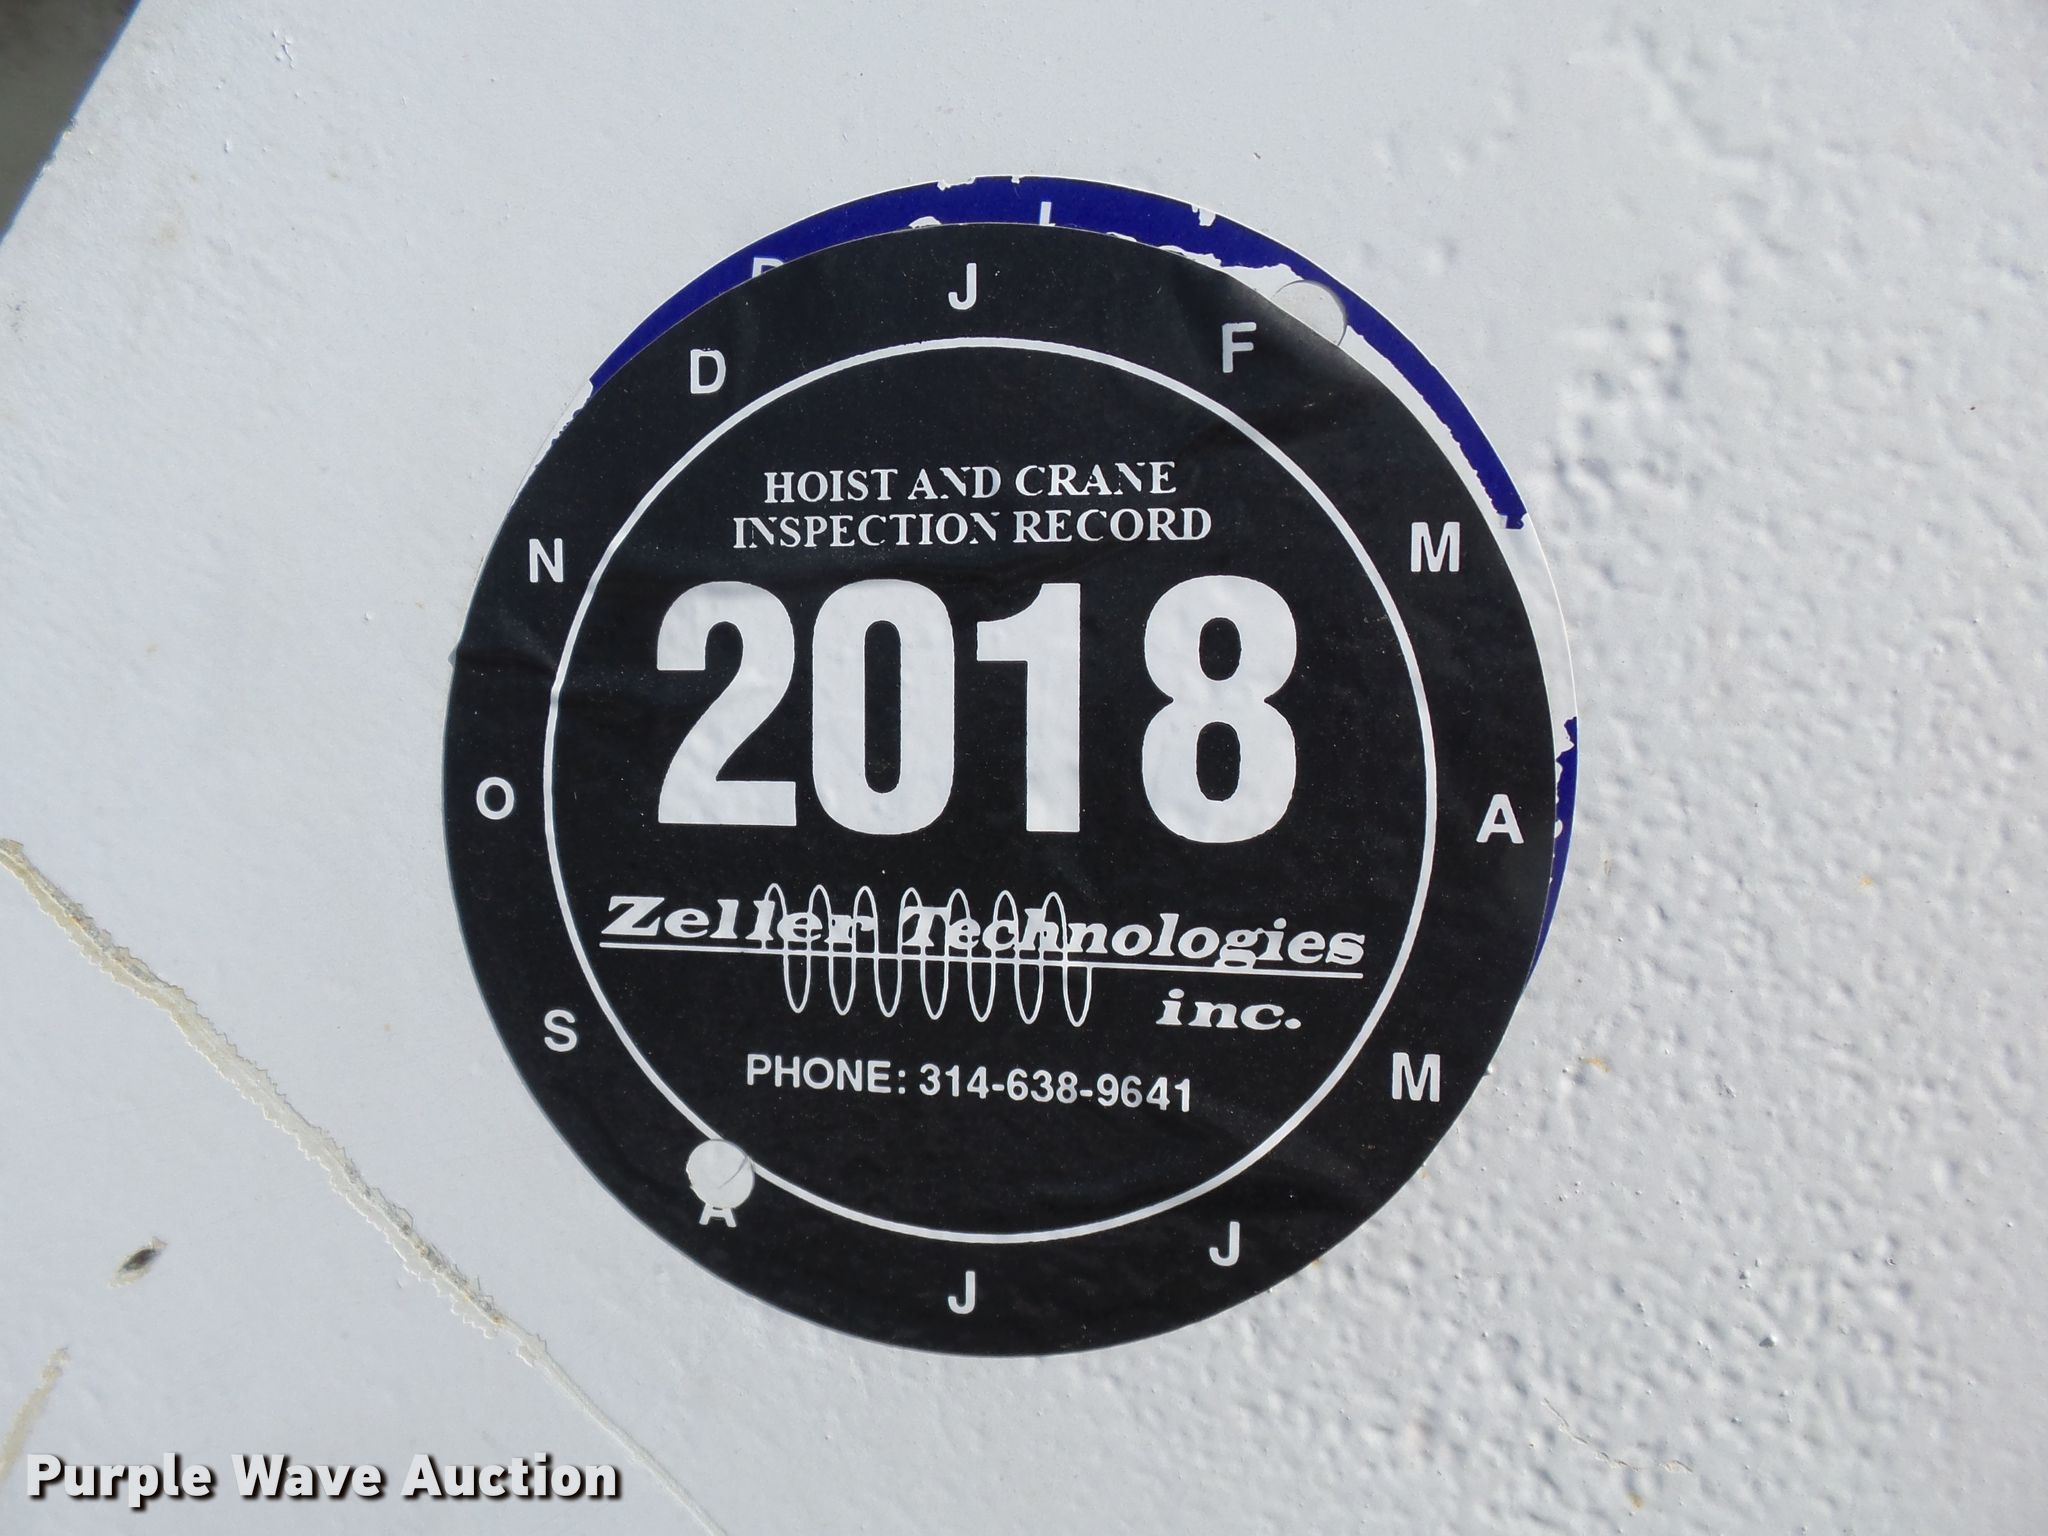 J
F
M
A
M
J
J
A
S
O
N
D
HOIST AND CRANE
INSPECTION RECORD
2018
Zeller Technologies
inc.
PHONE: 314-638-9641
Purple Wave Auction